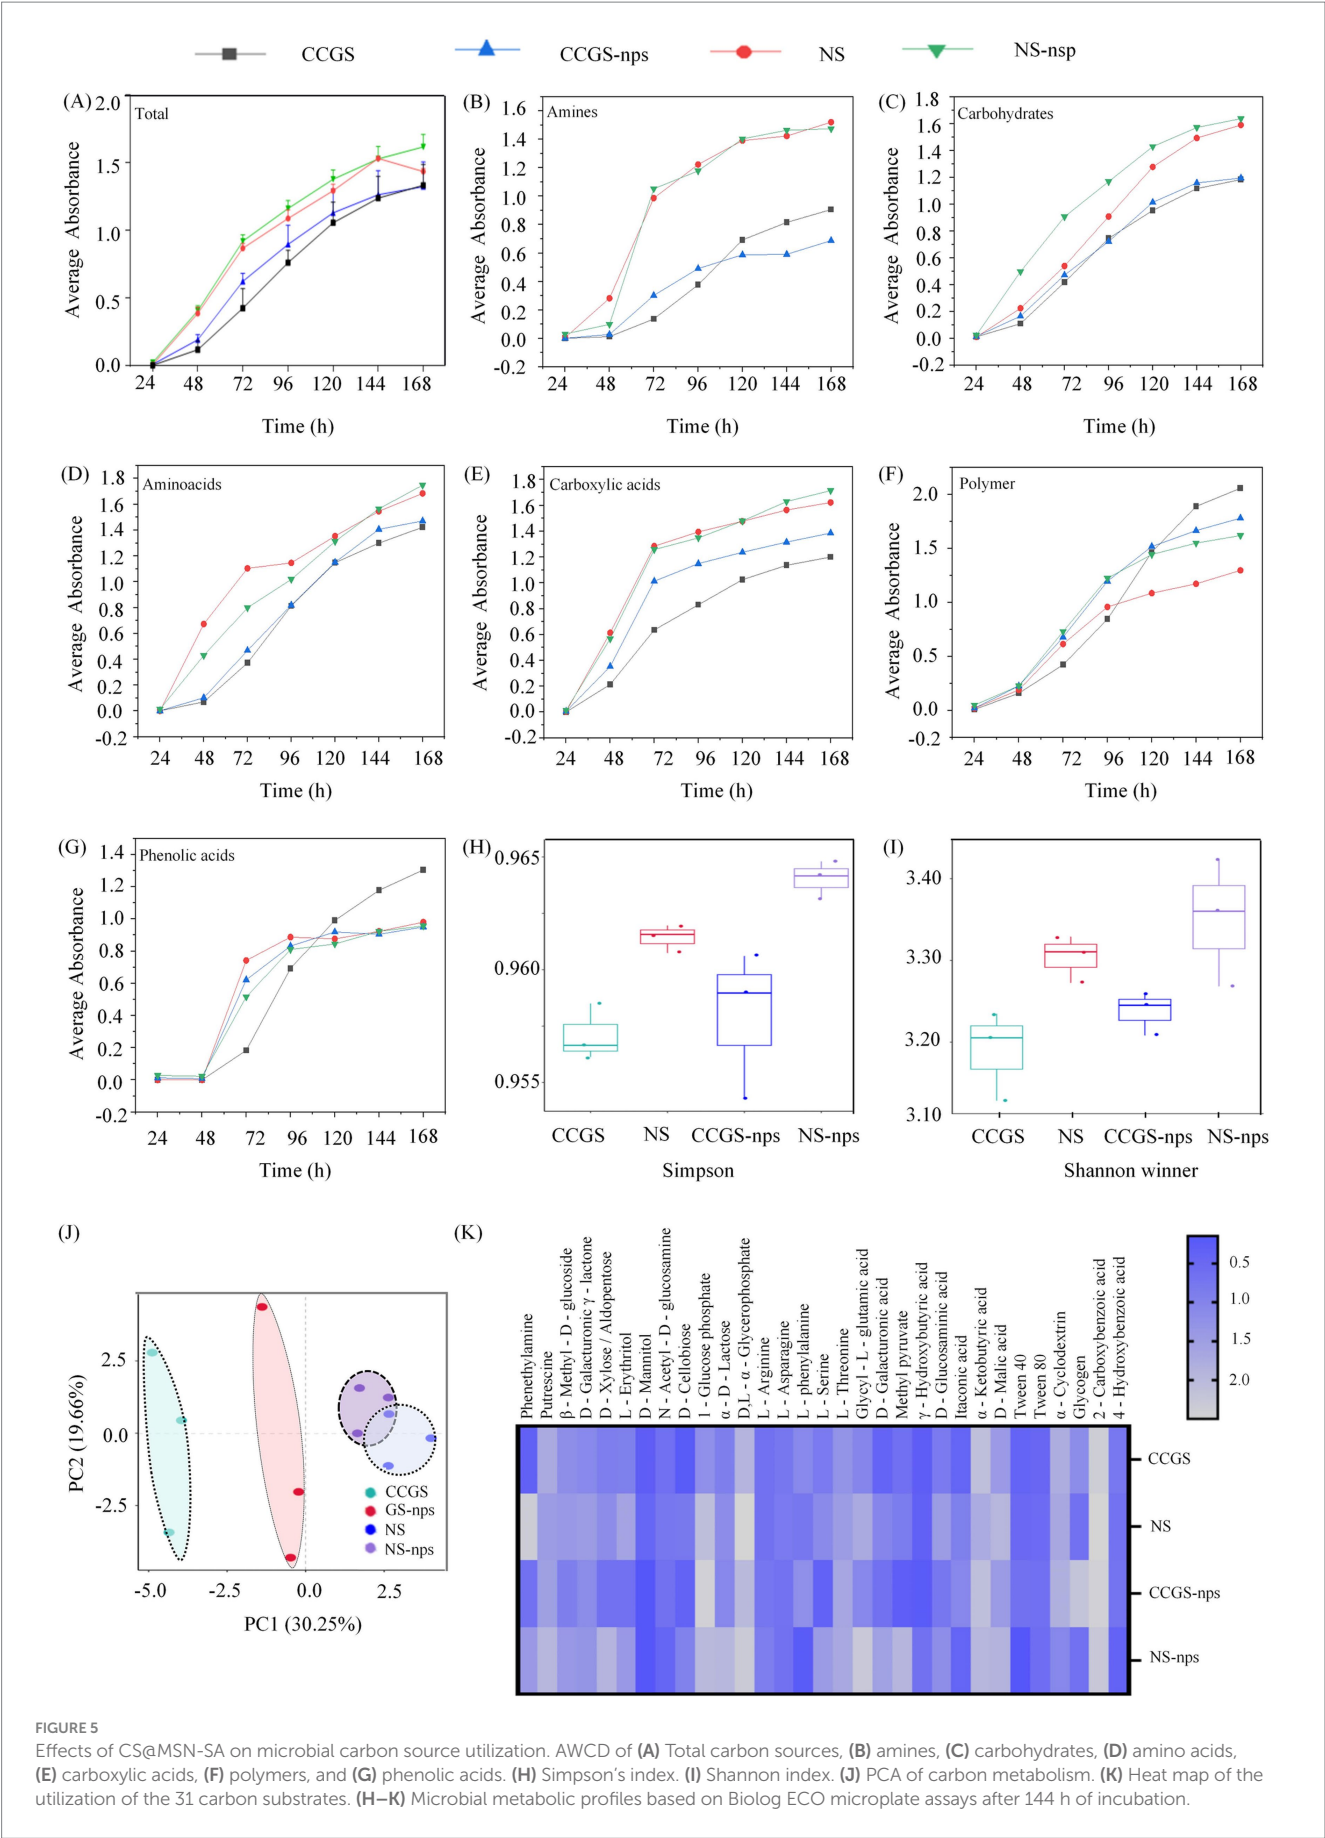 CCGS CCGS-nps NS NS-nsp
(A) Total
2.0
1.5
1.0
0.5
0.0
Average Absorbance
24 48 72 96 120 144 168
Time (h)
(B) Amines
1.6
1.4
1.2
1.0
0.8
0.6
0.4
0.2
0.0
-0.2
Average Absorbance
24 48 72 96 120 144 168
Time (h)
(C) Carbohydrates
1.8
1.6
1.4
1.2
1.0
0.8
0.6
0.4
0.2
0.0
-0.2
Average Absorbance
24 48 72 96 120 144 168
Time (h)
(D) Aminoacids
1.8
1.6
1.4
1.2
1.0
0.8
0.6
0.4
0.2
0.0
-0.2
Average Absorbance
24 48 72 96 120 144 168
Time (h)
(E) Carboxylic acids
1.8
1.6
1.4
1.2
1.0
0.8
0.6
0.4
0.2
0.0
-0.2
Average Absorbance
24 48 72 96 120 144 168
Time (h)
(F) Polymer
2.0
1.5
1.0
0.5
0.0
-0.2
Average Absorbance
24 48 72 96 120 144 168
Time (h)
(G) Phenolic acids
1.4
1.2
1.0
0.8
0.6
0.4
0.2
0.0
-0.2
Average Absorbance
24 48 72 96 120 144 168
Time (h)
(H)
0.965
0.960
0.955
CCGS NS CCGS-nps NS-nps
Simpson
(I)
3.40
3.30
3.20
3.10
CCGS NS CCGS-nps NS-nps
Shannon winner
(J)
PC2 (19.66%)
2.5
0.0
-2.5
CCGS
GS-nps
NS
NS-nps
-5.0 -2.5 0.0 2.5
PC1 (30.25%)
(K)
Phenethylamine
Putrescine
β - Methyl - D - glucoside
D - Galacturonic γ - lactone
D - Xylose / Aldopentose
L - Erythritol
D - Mannitol
N - Acetyl - D - glucosamine
D - Cellobiose
1 - Glucose phosphate
α - D - Lactose
D,L - α - Glycerophosphate
L - Arginine
L - Asparagine
L - phenylalanine
L - Serine
L - Threonine
Glycyl - L - glutamic acid
D - Galacturonic acid
Methyl pyruvate
γ - Hydroxybutyric acid
D - Glucosaminic acid
Itaconic acid
α - Ketobutyric acid
D - Malic acid
Tween 40
Tween 80
α - Cyclodextrin
Glycogen
2 - Carboxybenzoic acid
4 - Hydroxybenzoic acid
0.5
1.0
1.5
2.0
CCGS
NS
CCGS-nps
NS-nps
FIGURE 5
Effects of CS@MSN-SA on microbial carbon source utilization. AWCD of (A) Total carbon sources, (B) amines, (C) carbohydrates, (D) amino acids,
(E) carboxylic acids, (F) polymers, and (G) phenolic acids. (H) Simpson's index. (I) Shannon index. (J) PCA of carbon metabolism. (K) Heat map of the
utilization of the 31 carbon substrates. (H–K) Microbial metabolic profiles based on Biolog ECO microplate assays after 144 h of incubation.